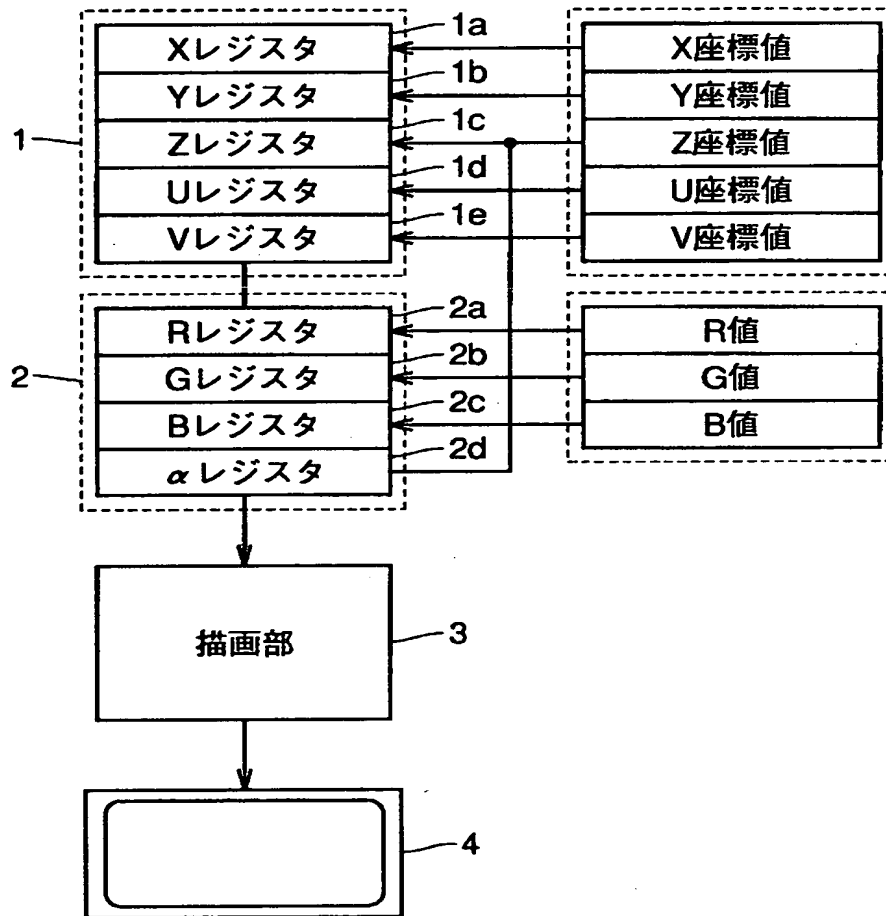 1
Xレジスタ
1a
X座標値
Yレジスタ
1b
Y座標値
Zレジスタ
1c
Z座標値
Uレジスタ
1d
U座標値
Vレジスタ
1e
V座標値
2
Rレジスタ
2a
R値
Gレジスタ
2b
G値
Bレジスタ
2c
B値
αレジスタ
2d
描画部
3
4